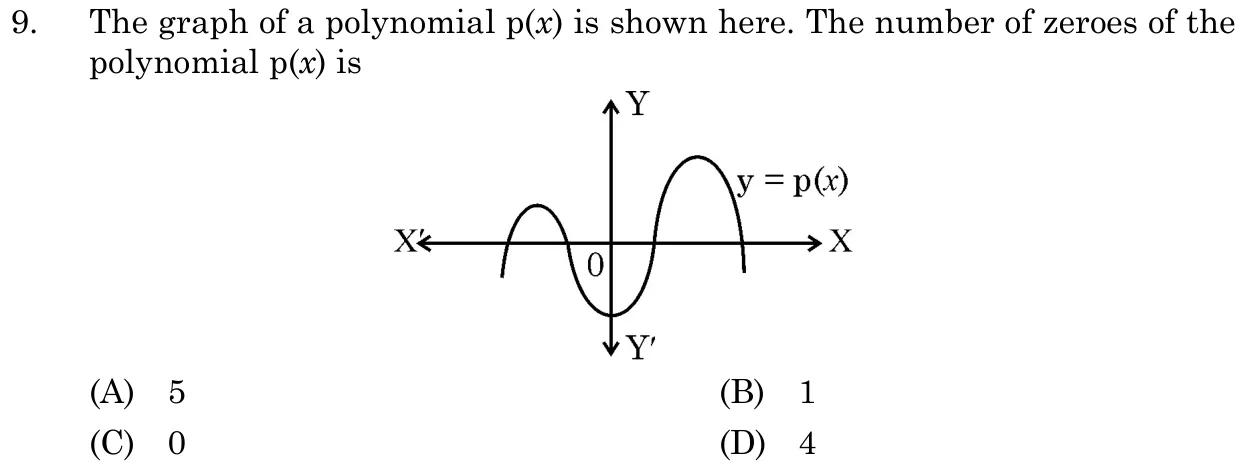 9. The graph of a polynomial p(x) is shown here. The number of zeroes of the
polynomial p(x) is
Y
y = p(x)
X′ X
0
Y′
(A) 5 (B) 1
(C) 0 (D) 4